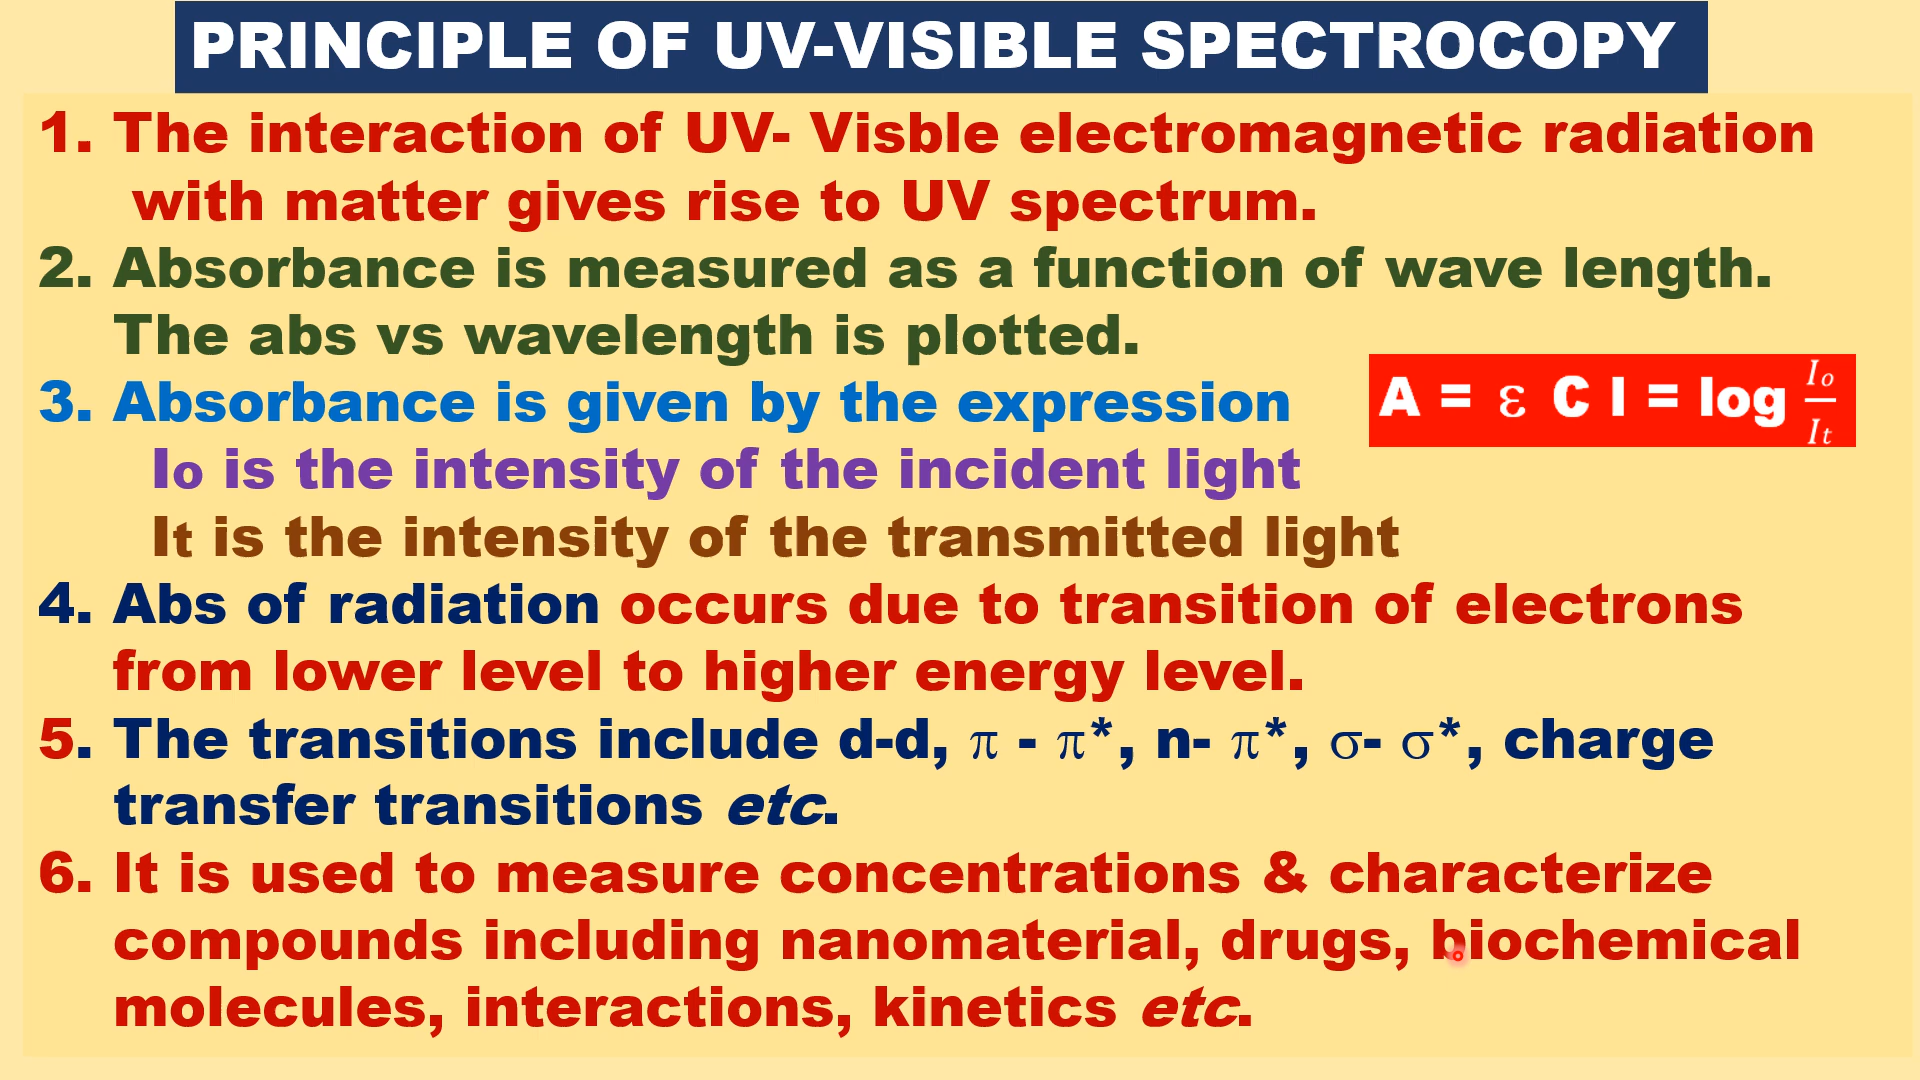 PRINCIPLE OF UV-VISIBLE SPECTROCOPY
1. The interaction of UV- Visble electromagnetic radiation
with matter gives rise to UV spectrum.
2. Absorbance is measured as a function of wave length.
The abs vs wavelength is plotted.
3. Absorbance is given by the expression
A = ε C l = log Io/It
Io is the intensity of the incident light
It is the intensity of the transmitted light
4. Abs of radiation occurs due to transition of electrons
from lower level to higher energy level.
5. The transitions include d-d, π - π*, n- π*, σ- σ*, charge
transfer transitions etc.
6. It is used to measure concentrations & characterize
compounds including nanomaterial, drugs, biochemical
molecules, interactions, kinetics etc.